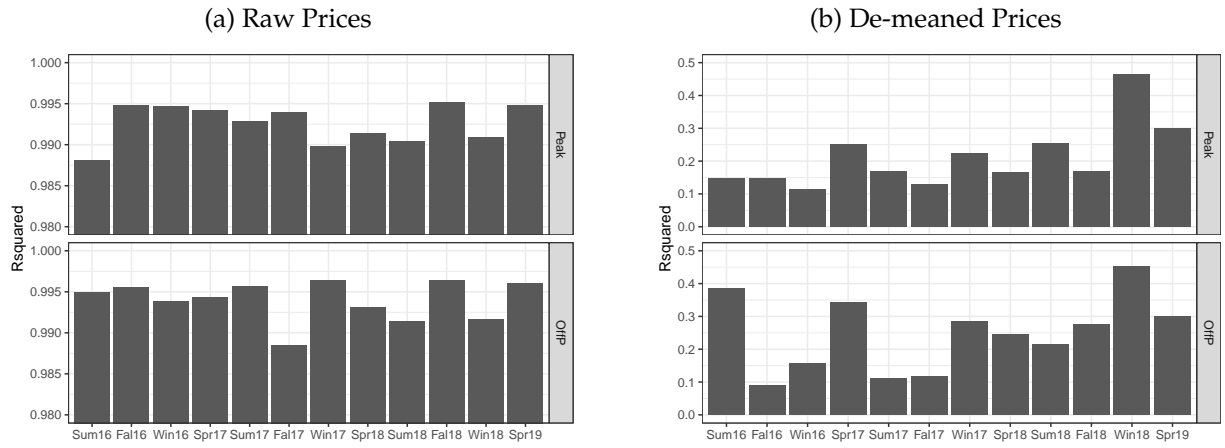 (a) Raw Prices
1.000
0.995
0.990
0.985
0.980
Peak
Rsquared
1.000
0.995
0.990
0.985
0.980
OffP
Sum16 Fal16 Win16 Spr17 Sum17 Fal17 Win17 Spr18 Sum18 Fal18 Win18 Spr19
(b) De-meaned Prices
0.5
0.4
0.3
0.2
0.1
0.0
Peak
Rsquared
0.5
0.4
0.3
0.2
0.1
0.0
OffP
Sum16 Fal16 Win16 Spr17 Sum17 Fal17 Win17 Spr18 Sum18 Fal18 Win18 Spr19